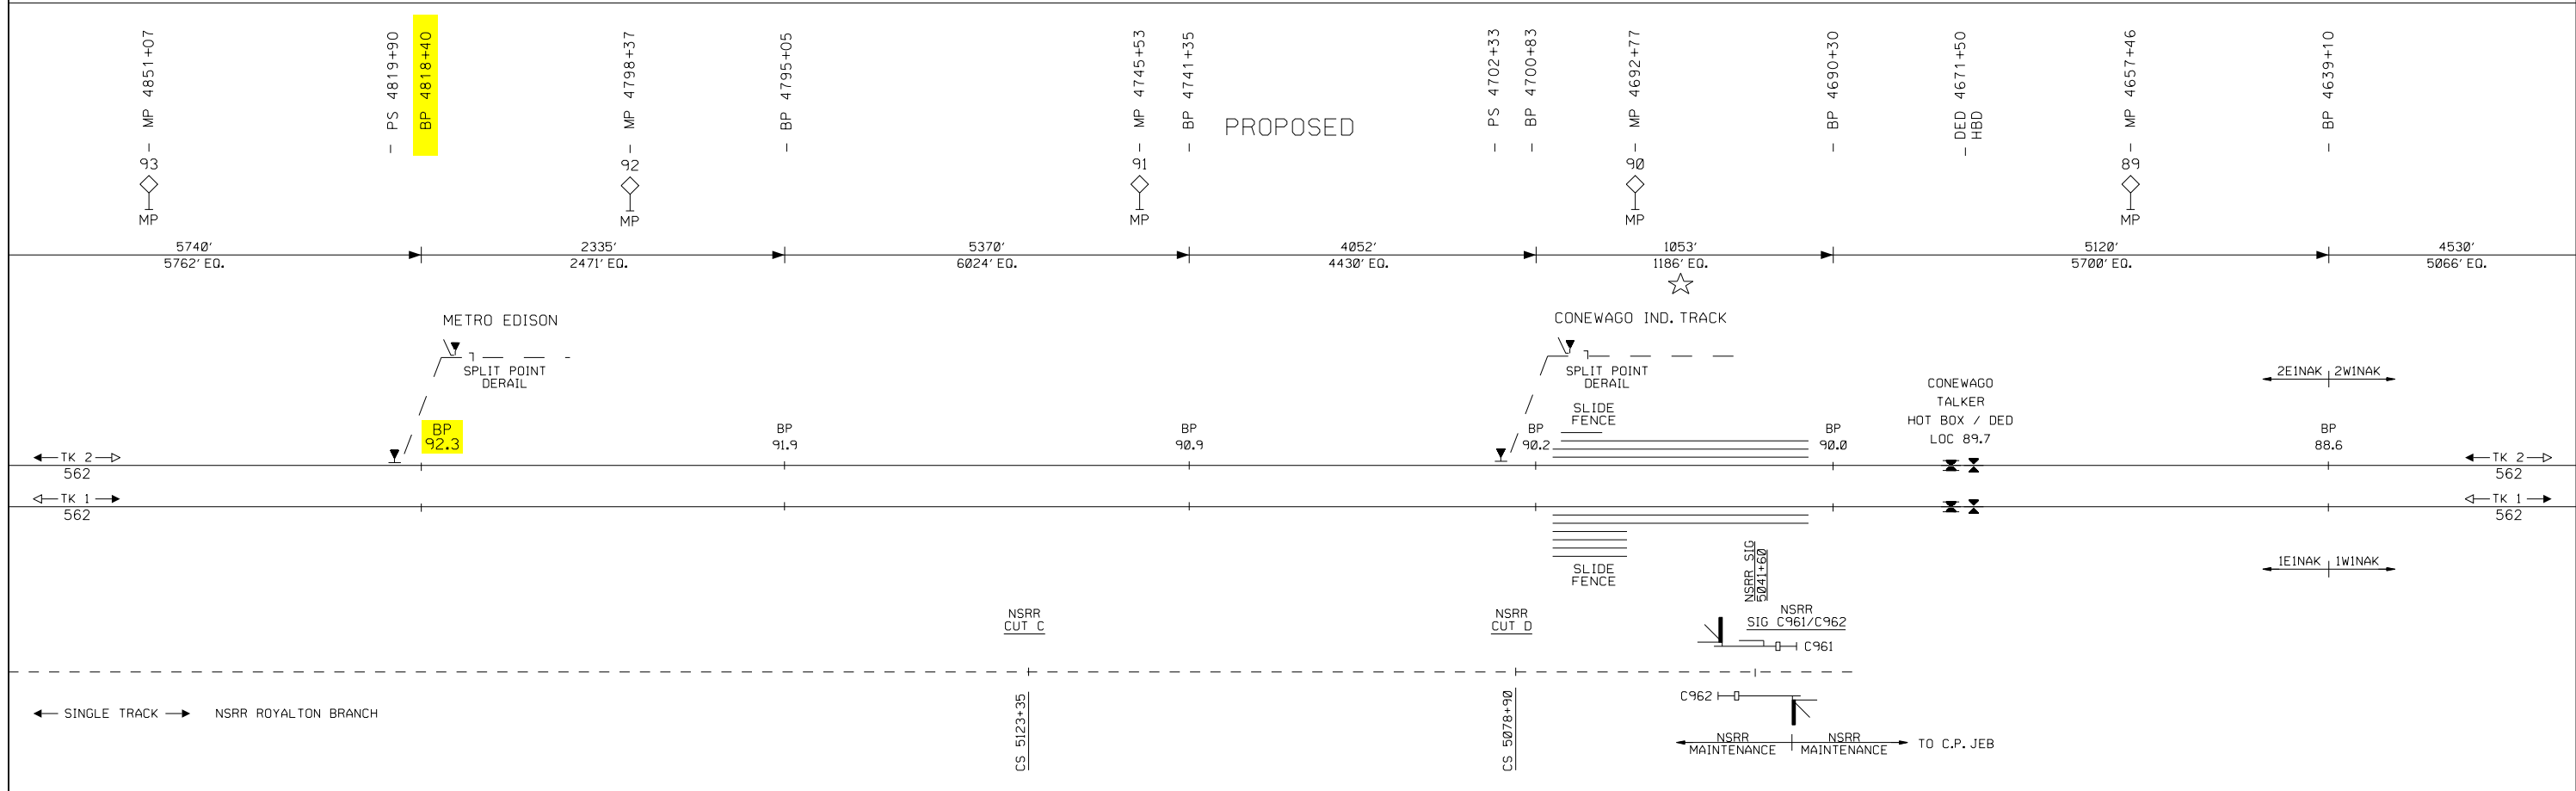 MP 4851+07
PS 4819+90
BP 4818+40
MP 4798+37
BP 4795+05
MP 4745+53
BP 4741+35
PROPOSED
PS 4702+33
BP 4700+83
MP 4692+77
BP 4690+30
DED 4671+50
HBD
MP 4657+46
BP 4639+10
93
92
91
90
89
MP
MP
MP
MP
MP
5740'
2335'
5370'
4052'
1053'
5120'
4530'
5762' EQ.
2471' EQ.
6024' EQ.
4430' EQ.
1186' EQ.
5700' EQ.
5066' EQ.
METRO EDISON
SPLIT POINT
DERAIL
CONEWAGO IND. TRACK
SPLIT POINT
DERAIL
SLIDE
FENCE
CONEWAGO
TALKER
HOT BOX / DED
LOC 89.7
2E1NAK 2W1NAK
BP
92.3
BP
91.9
BP
90.9
BP
90.2
BP
90.0
BP
88.6
TK 2
562
TK 2
562
TK 1
562
TK 1
562
SLIDE
FENCE
1E1NAK 1W1NAK
NSRR SIG
5041+60
NSRR
CUT C
NSRR
CUT D
NSRR
SIG C961/C962
C961
CS 5123+35
CS 5078+90
C962
SINGLE TRACK NSRR ROYALTON BRANCH
NSRR
MAINTENANCE
NSRR
MAINTENANCE
TO C.P. JEB